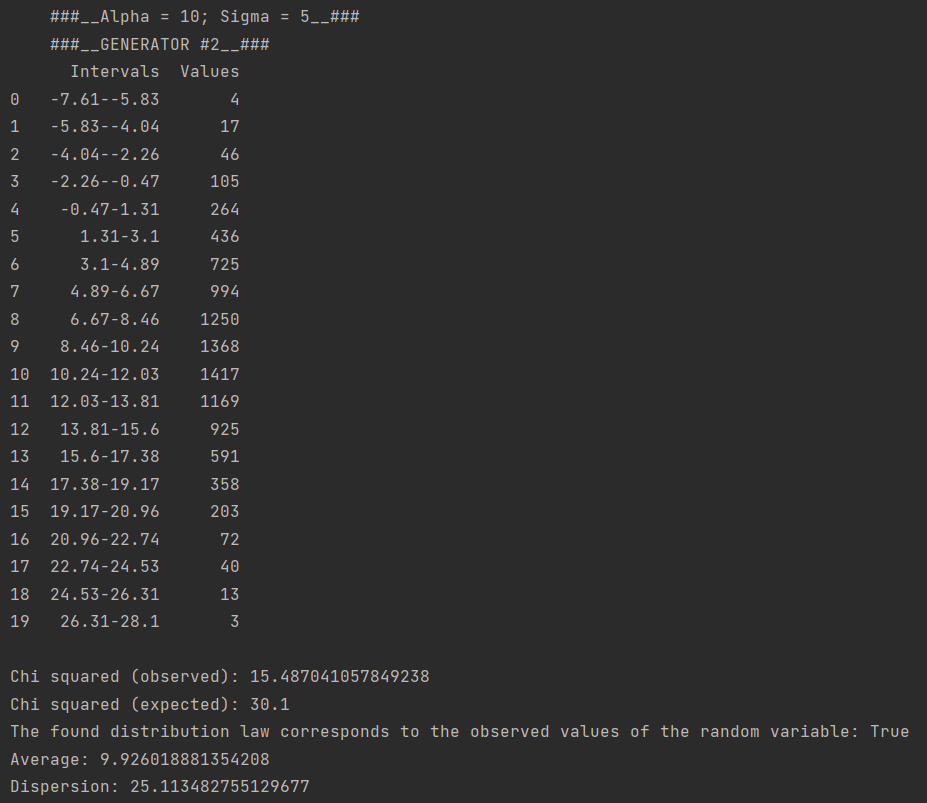 ###__Alpha = 10; Sigma = 5__###
###__GENERATOR #2__###
Intervals Values
0 -7.61--5.83 4
1 -5.83--4.04 17
2 -4.04--2.26 46
3 -2.26--0.47 105
4 -0.47-1.31 264
5 1.31-3.1 436
6 3.1-4.89 725
7 4.89-6.67 994
8 6.67-8.46 1250
9 8.46-10.24 1368
10 10.24-12.03 1417
11 12.03-13.81 1169
12 13.81-15.6 925
13 15.6-17.38 591
14 17.38-19.17 358
15 19.17-20.96 203
16 20.96-22.74 72
17 22.74-24.53 40
18 24.53-26.31 13
19 26.31-28.1 3
Chi squared (observed): 15.487041057849238
Chi squared (expected): 30.1
The found distribution law corresponds to the observed values of the random variable: True
Average: 9.926018881354208
Dispersion: 25.113482755129677